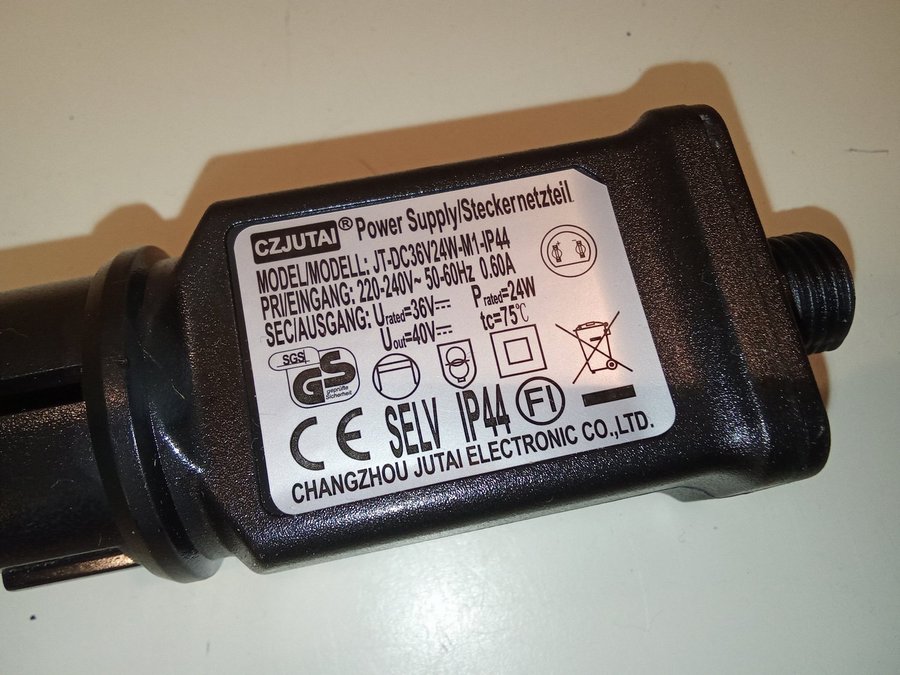 CZJUTAI® Power Supply/Steckernetzteil
MODEL/MODELL: JT-DC36V24W-M1-IP44
PRI/EINGANG: 220-240V~ 50-60Hz 0.60A
SEC/AUSGANG: Urated=36V⎓ Prated=24W
Uout=40V⎓ tc=75℃
SGS
GS
geprüfte
Sicherheit
CE SELV IP44 FI
CHANGZHOU JUTAI ELECTRONIC CO.,LTD.